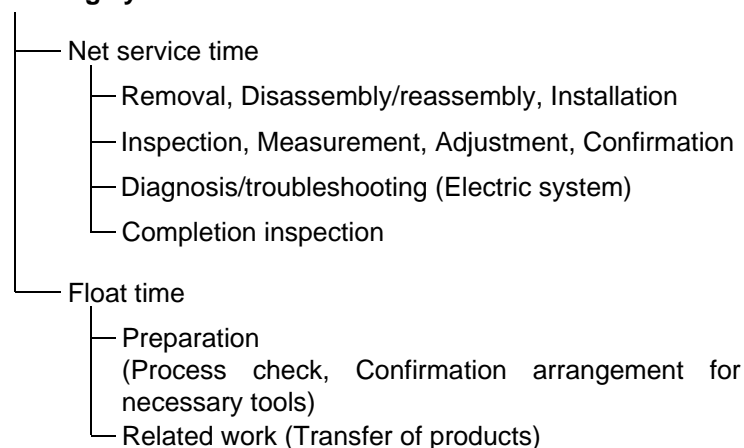 Net service time
Removal, Disassembly/reassembly, Installation
Inspection, Measurement, Adjustment, Confirmation
Diagnosis/troubleshooting (Electric system)
Completion inspection
Float time
Preparation
(Process check, Confirmation arrangement for
necessary tools)
Related work (Transfer of products)